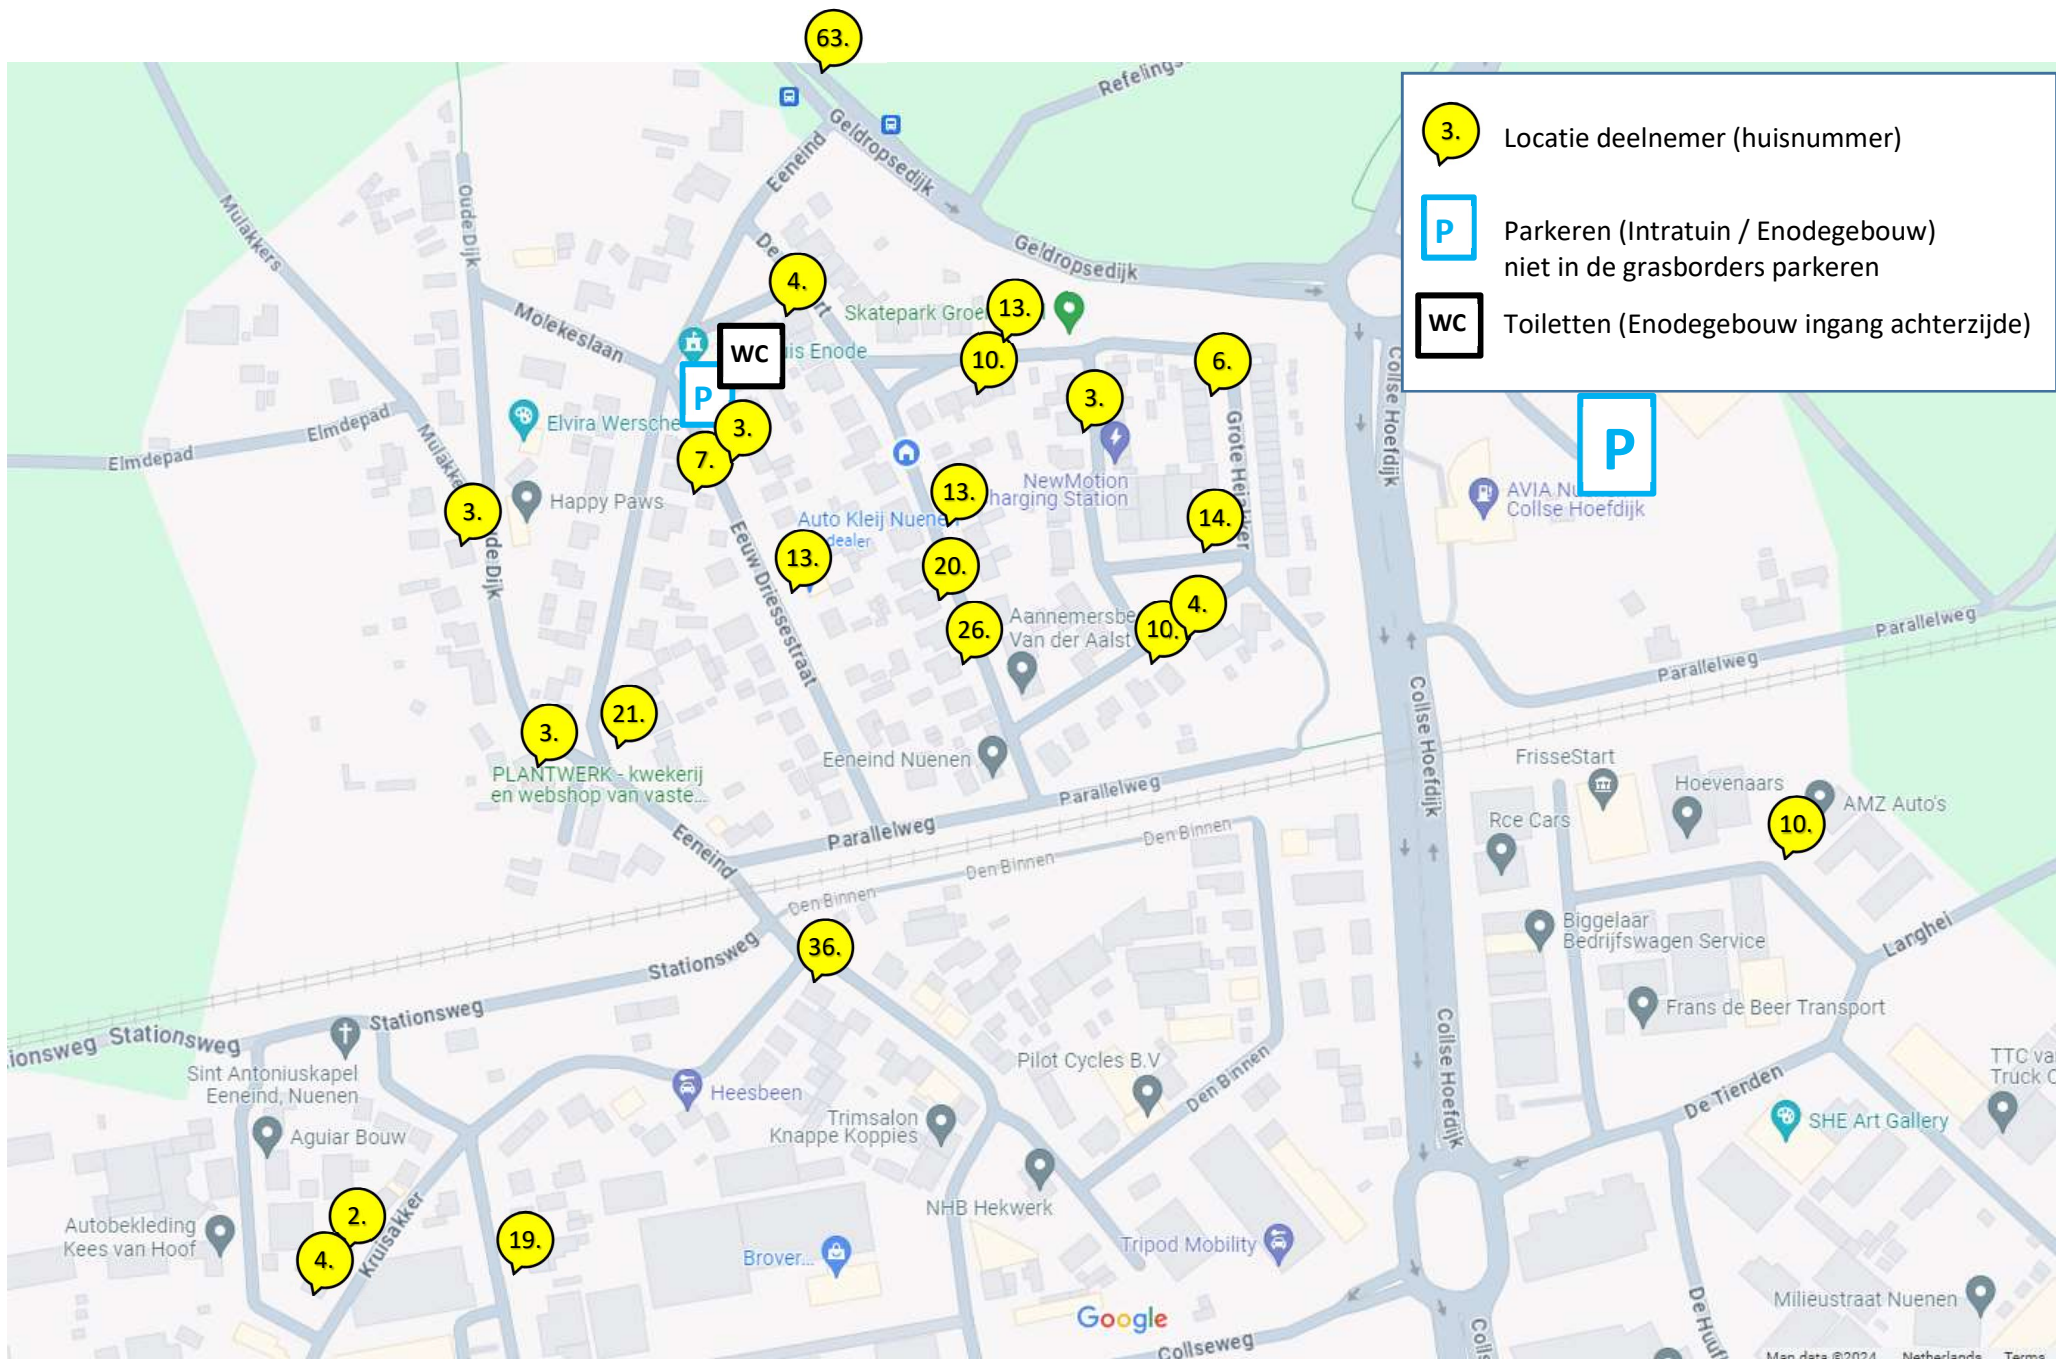 63.
Refelings
3.
Locatie deelnemer (huisnummer)
P
Parkeren (Intratuin / Enodegebouw)
niet in de grasborders parkeren
WC
Toiletten (Enodegebouw ingang achterzijde)
Geldropsedijk
Eeneind
Mulakkers
Oude Dijk
Geldropsedijk
4.
Skatepark Groe
13.
Molekeslaan
WC
is Enode
10.
6.
Collse Hoefdijk
P
3.
Elmdepad
Elmdepad
Elvira Wersche
3.
7.
Grote Heiakker
P
NewMotion
harging Station
13.
AVIA Nu
Collse Hoefdijk
Happy Paws
3.
Auto Kleij Nuenen
dealer
14.
13.
Eeuw Driessestraat
20.
26.
Aannemersbe
Van der Aalst
10.
4.
Parallelweg
Parallelweg
Collse Hoefdijk
21.
3.
PLANTWERK - kwekerij
en webshop van vaste...
Eeneind Nuenen
Parallelweg
Parallelweg
FrisseStart
Hoevenaars
AMZ Auto's
10.
Rce Cars
Eeneind
Den Binnen
Den Binnen
Den Binnen
36.
Stationsweg
Biggelaar
Bedrijfswagen Service
Larghei
Frans de Beer Transport
Stationsweg
Stationsweg
ionsweg
Sint Antoniuskapel
Eeneind, Nuenen
Heesbeen
Pilot Cycles B.V
Den Binnen
Collse Hoefdijk
De Tierden
TTC va
Truck C
Aguiar Bouw
Trimsalon
Knappe Koppies
SHE Art Gallery
NHB Hekwerk
Autobekleding
Kees van Hoof
2.
4.
Kruisakker
19.
Brover...
Tripod Mobility
Google
Collseweg
Milieustraat Nuenen
Map data ©2024
Netherlands
Terms